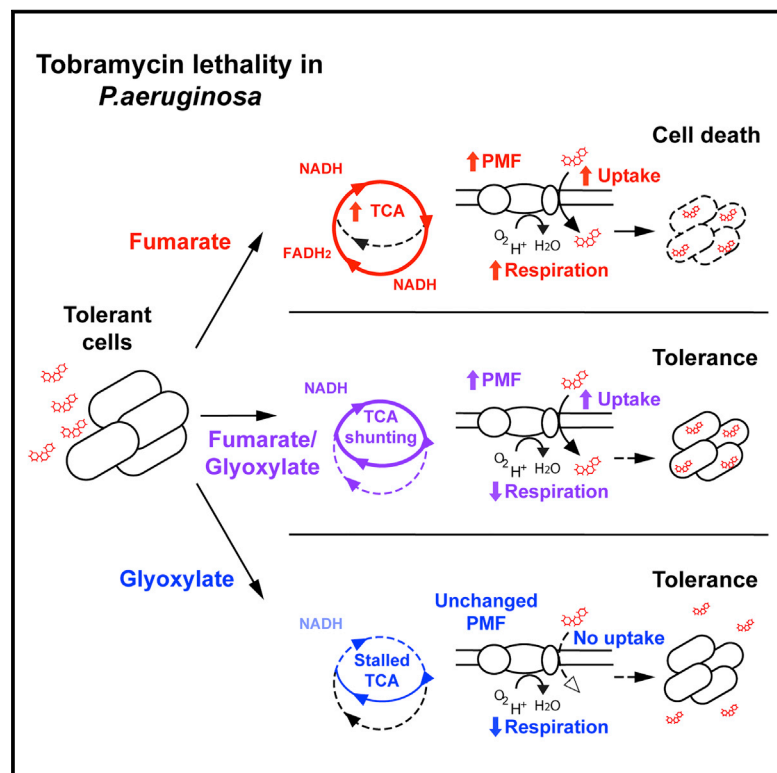 Tobramycin lethality in
P.aeruginosa
Tolerant
cells
Fumarate
NADH
TCA
FADH₂
NADH
PMF
Uptake
O₂
H⁺
H₂O
Respiration
Cell death
Fumarate/
Glyoxylate
NADH
TCA
shunting
PMF
Uptake
O₂
H⁺
H₂O
Respiration
Tolerance
Glyoxylate
NADH
Stalled
TCA
Unchanged
PMF
No uptake
O₂
H⁺
H₂O
Respiration
Tolerance